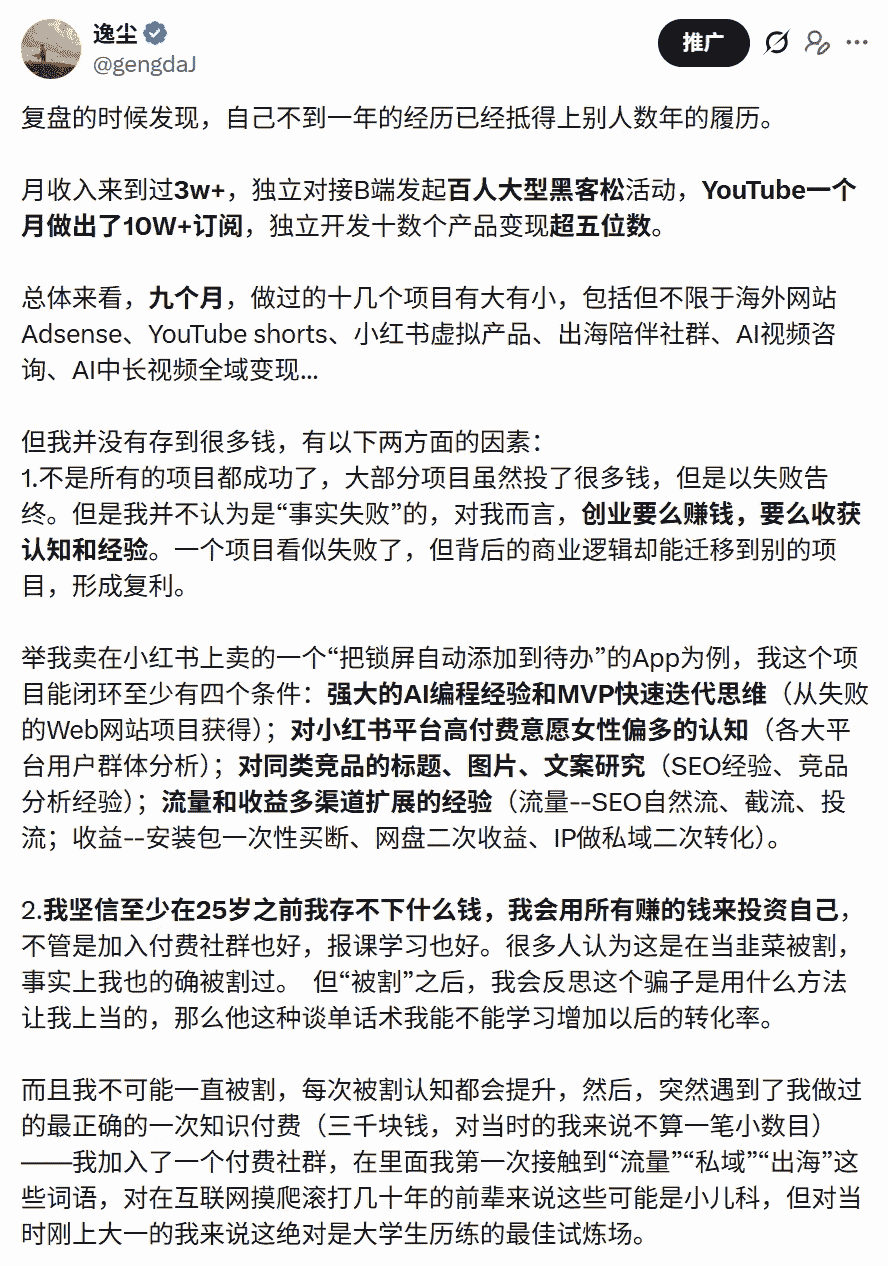 逸尘
@gengdaJ
推广
复盘的时候发现，自己不到一年的经历已经抵得上别人数年的履历。
月收入来到过3w+，独立对接B端发起百人大型黑客松活动，YouTube一个
月做出了10W+订阅，独立开发十数个产品变现超五位数。
总体来看，九个月，做过的十几个项目有大有小，包括但不限于海外网站
Adsense、YouTube shorts、小红书虚拟产品、出海陪伴社群、AI视频咨
询、AI中长视频全域变现...
但我并没有存到很多钱，有以下两方面的因素：
1.不是所有的项目都成功了，大部分项目虽然投了很多钱，但是以失败告
终。但是我并不认为是“事实失败”的，对我而言，创业要么赚钱，要么收获
认知和经验。一个项目看似失败了，但背后的商业逻辑却能迁移到别的项
目，形成复利。
举我卖在小红书上卖的一个“把锁屏自动添加到待办”的App为例，我这个项
目能闭环至少有四个条件：强大的AI编程经验和MVP快速迭代思维（从失败
的Web网站项目获得）；对小红书平台高付费意愿女性偏多的认知（各大平
台用户群体分析）；对同类竞品的标题、图片、文案研究（SEO经验、竞品
分析经验）；流量和收益多渠道扩展的经验（流量--SEO自然流、截流、投
流；收益--安装包一次性买断、网盘二次收益、IP做私域二次转化）。
2.我坚信至少在25岁之前我存不下什么钱，我会用所有赚的钱来投资自己，
不管是加入付费社群也好，报课学习也好。很多人认为这是在当韭菜被割，
事实上我也的确被割过。 但“被割”之后，我会反思这个骗子是用什么方法
让我上当的，那么他这种谈单话术我能不能学习增加以后的转化率。
而且我不可能一直被割，每次被割认知都会提升，然后，突然遇到了我做过
的最正确的一次知识付费（三千块钱，对当时的我来说不算一笔小数目）
——我加入了一个付费社群，在里面我第一次接触到“流量”“私域”“出海”这
些词语，对在互联网摸爬滚打几十年的前辈来说这些可能是小儿科，但对当
时刚上大一的我来说这绝对是大学生历练的最佳试炼场。